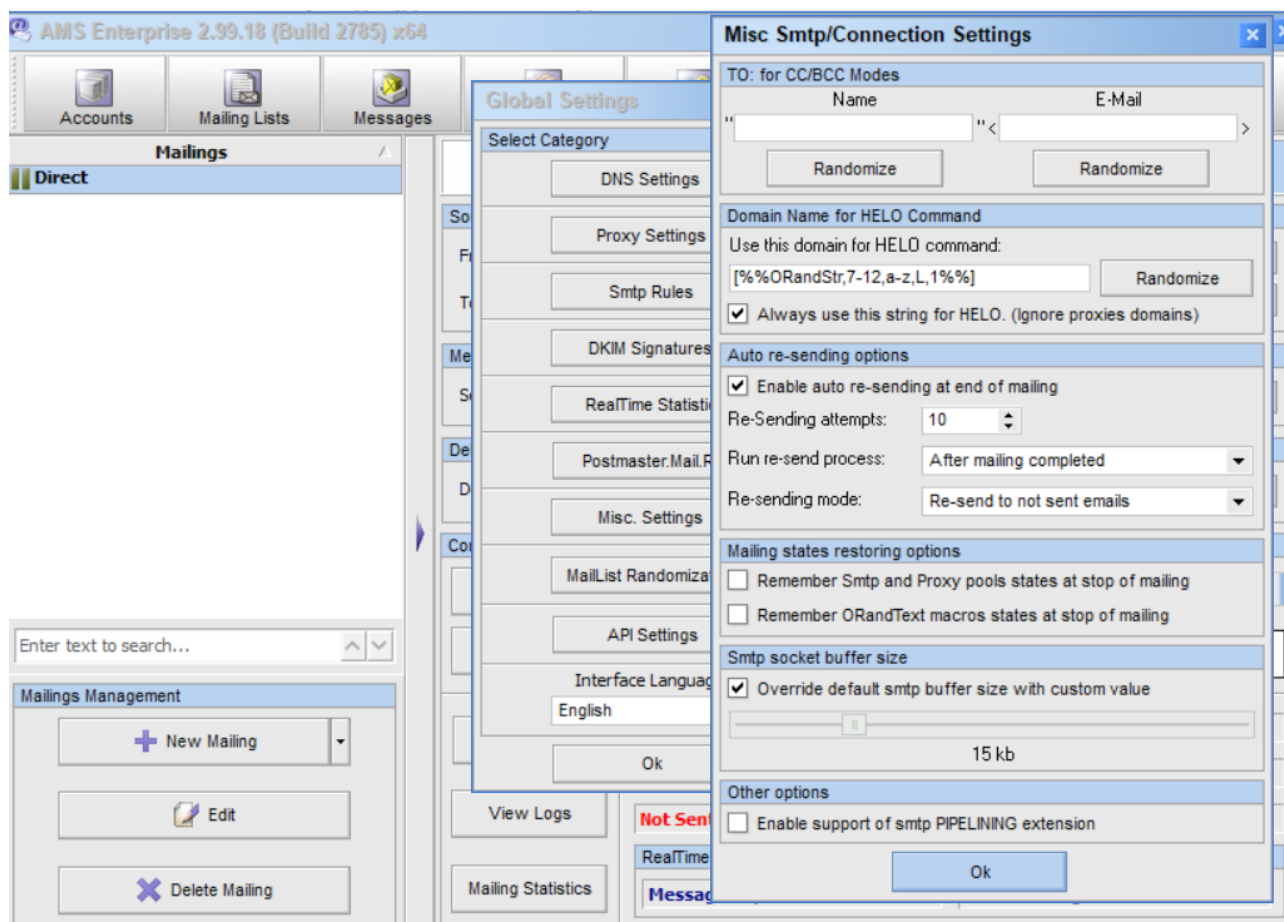 AMS Enterprise 2.99.18 (Build 2785) x64
Accounts
Mailing Lists
Messages
Mailings
Direct
Enter text to search...
Mailings Management
New Mailing
Edit
Delete Mailing
View Logs
Mailing Statistics
Not Sent
RealTime
Global Settings
Select Category
DNS Settings
Proxy Settings
Smtp Rules
DKIM Signatures
RealTime Statistic
Postmaster.Mail.R
Misc. Settings
MailList Randomizat
API Settings
Interface Languag
English
Ok
Misc Smtp/Connection Settings
TO: for CC/BCC Modes
Name E-Mail
" "< >
Randomize Randomize
Domain Name for HELO Command
Use this domain for HELO command:
[%%ORandStr,7-12,a-z,L,1%%] Randomize
Always use this string for HELO. (Ignore proxies domains)
Auto re-sending options
Enable auto re-sending at end of mailing
Re-Sending attempts: 10
Run re-send process: After mailing completed
Re-sending mode: Re-send to not sent emails
Mailing states restoring options
Remember Smtp and Proxy pools states at stop of mailing
Remember ORandText macros states at stop of mailing
Smtp socket buffer size
Override default smtp buffer size with custom value
15 kb
Other options
Enable support of smtp PIPELINING extension
Ok